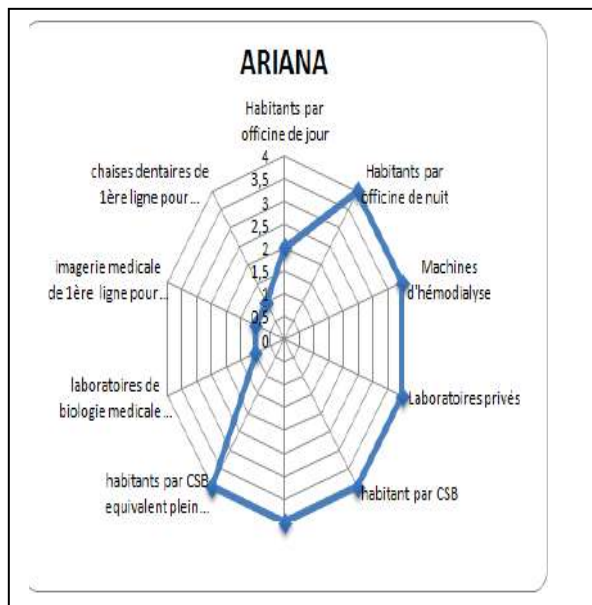 ARIANA
Habitants par
officine de jour
Habitants par
officine de nuit
Machines
d'hémodialyse
Laboratoires privés
habitant par CSB
habitants par CSB
equivalent plein ...
laboratoires de
biologie medicale ...
imagerie medicale
de 1ère ligne pour ...
chaises dentaires de
1ère ligne pour ...
4
3,5
3
2,5
2
1,5
1
0,5
0